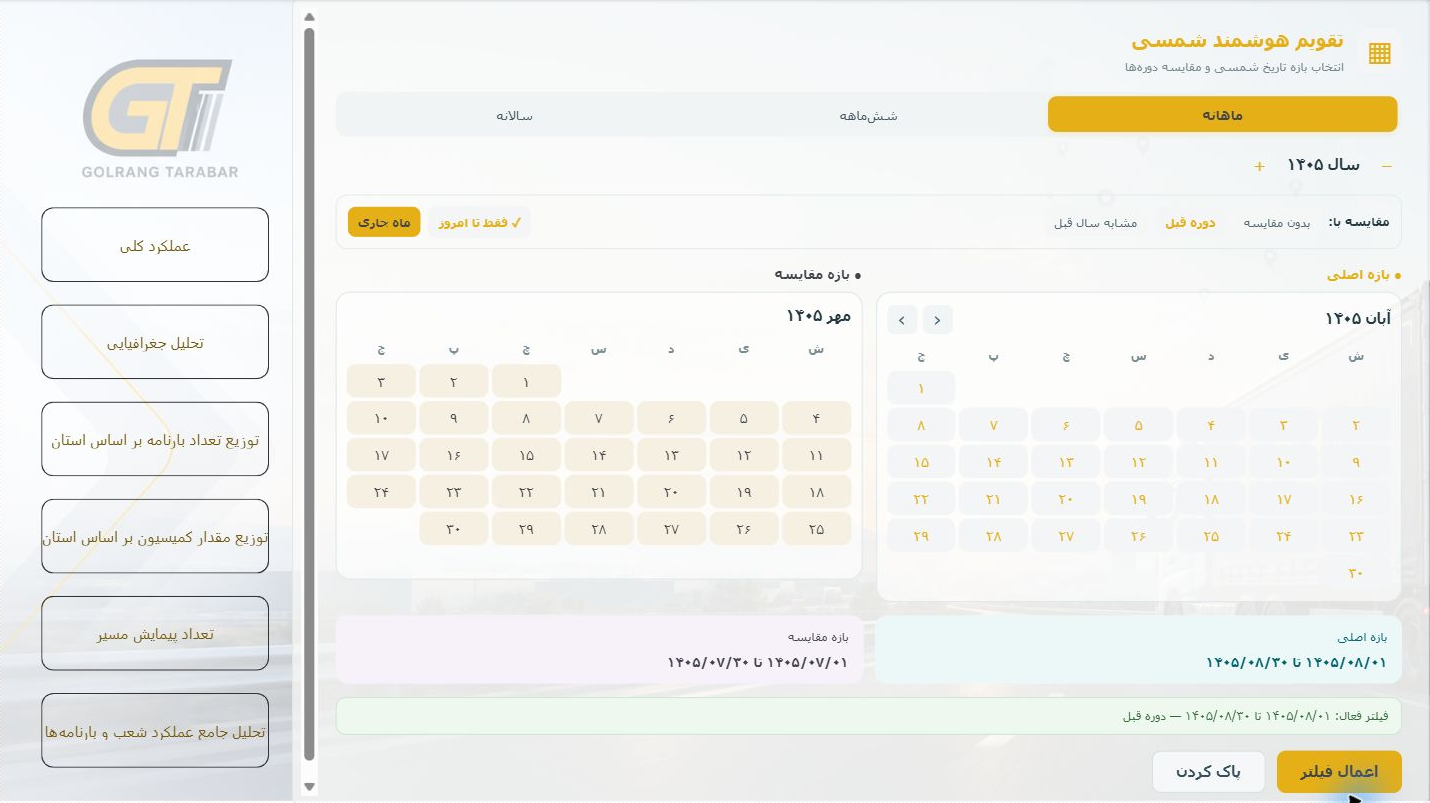 تقویم هوشمند شمسی
انتخاب بازه تاریخ شمسی و مقایسه دوره‌ها
ماهانه
شش‌ماهه
سالانه
− سال ۱۴۰۵ +
مقایسه با: بدون مقایسه دوره قبل مشابه سال قبل
✓ فقط تا امروز
ماه جاری
● بازه اصلی
آبان ۱۴۰۵
‹ ›
ش ی د س چ پ ج
۱
۲ ۳ ۴ ۵ ۶ ۷ ۸
۹ ۱۰ ۱۱ ۱۲ ۱۳ ۱۴ ۱۵
۱۶ ۱۷ ۱۸ ۱۹ ۲۰ ۲۱ ۲۲
۲۳ ۲۴ ۲۵ ۲۶ ۲۷ ۲۸ ۲۹
۳۰
● بازه مقایسه
مهر ۱۴۰۵
ش ی د س چ پ ج
۱ ۲ ۳
۴ ۵ ۶ ۷ ۸ ۹ ۱۰
۱۱ ۱۲ ۱۳ ۱۴ ۱۵ ۱۶ ۱۷
۱۸ ۱۹ ۲۰ ۲۱ ۲۲ ۲۳ ۲۴
۲۵ ۲۶ ۲۷ ۲۸ ۲۹ ۳۰
بازه اصلی
۱۴۰۵/۰۸/۰۱ تا ۱۴۰۵/۰۸/۳۰
بازه مقایسه
۱۴۰۵/۰۷/۰۱ تا ۱۴۰۵/۰۷/۳۰
فیلتر فعال: ۱۴۰۵/۰۸/۰۱ تا ۱۴۰۵/۰۸/۳۰ — دوره قبل
اعمال فیلتر
پاک کردن
GT
GOLRANG TARABAR
عملکرد کلی
تحلیل جغرافیایی
توزیع تعداد بارنامه بر اساس استان
توزیع مقدار کمیسیون بر اساس استان
تعداد پیمایش مسیر
تحلیل جامع عملکرد شعب و بارنامه‌ها